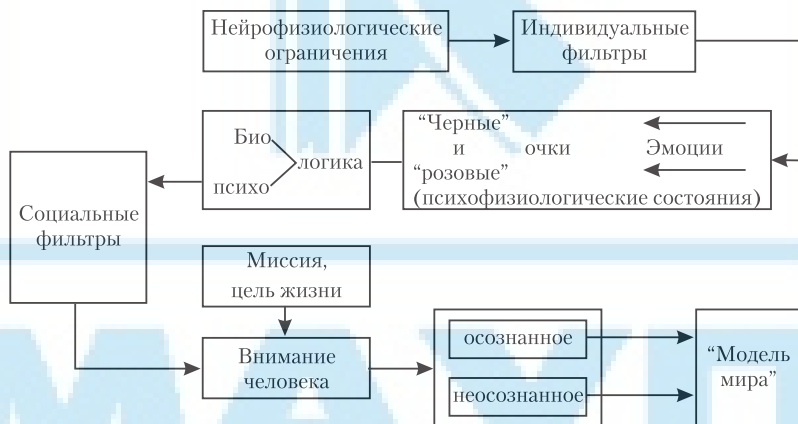 Нейрофизиологические
ограничения
Индивидуальные
фильтры
Био
психо
логика
“Черные”
и очки Эмоции
“розовые”
(психофизиологические состояния)
Социальные
фильтры
Миссия,
цель жизни
Внимание
человека
осознанное
неосознанное
“Модель
мира”
МАУП